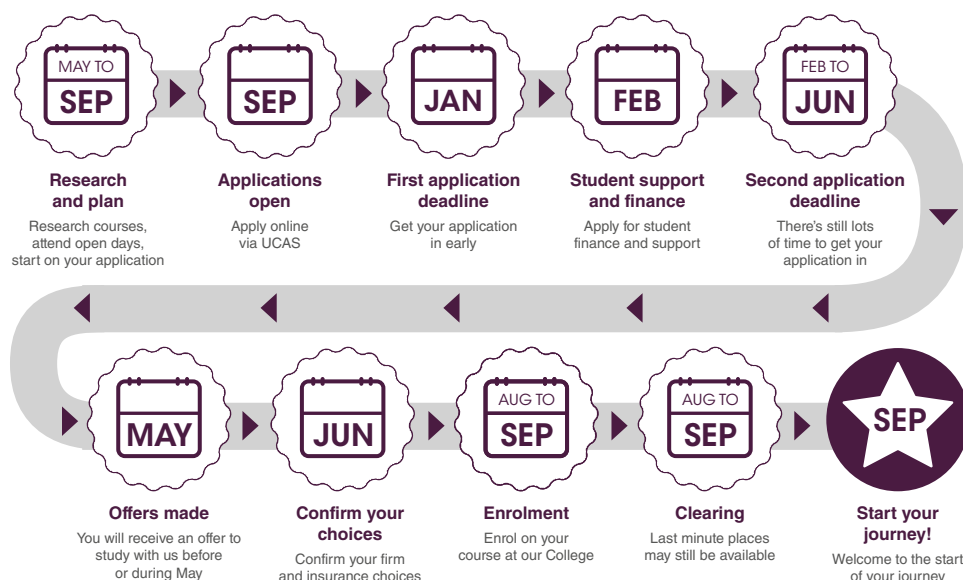 MAY TO
SEP
Research
and plan
Research courses,
attend open days,
start on your application
SEP
Applications
open
Apply online
via UCAS
JAN
First application
deadline
Get your application
in early
FEB
Student support
and finance
Apply for student
finance and support
FEB TO
JUN
Second application
deadline
There's still lots
of time to get your
application in
MAY
Offers made
You will receive an offer to
study with us before
or during May
JUN
Confirm your
choices
Confirm your firm
and insurance choices
AUG TO
SEP
Enrolment
Enrol on your
course at our College
AUG TO
SEP
Clearing
Last minute places
may still be available
SEP
Start your
journey!
Welcome to the start
of your journey